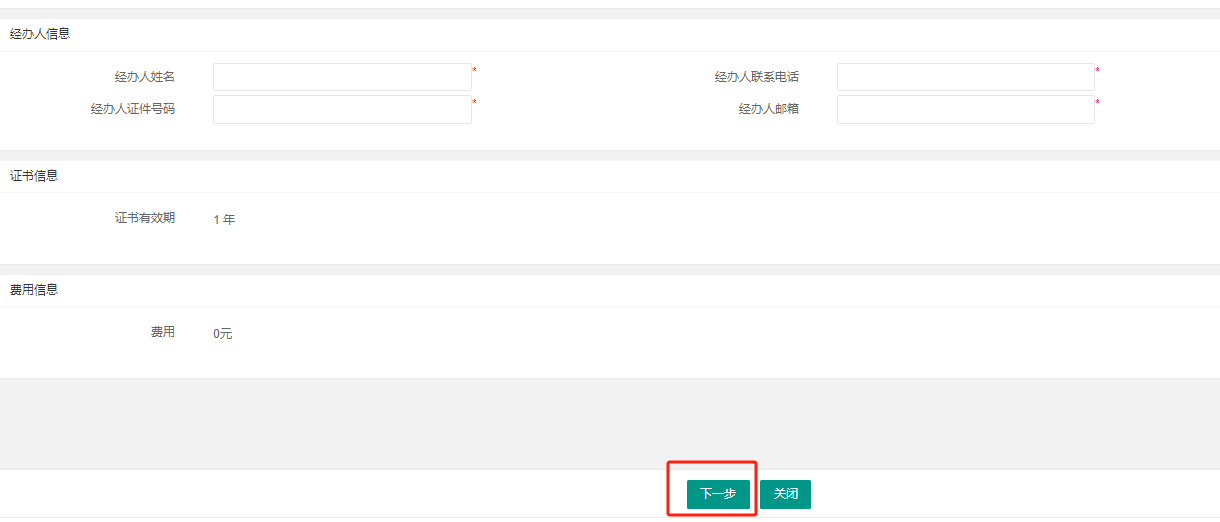 经办人信息
经办人姓名 * 经办人联系电话 *
经办人证件号码 * 经办人邮箱 *
证书信息
证书有效期 1 年
费用信息
费用 0元
下一步 关闭